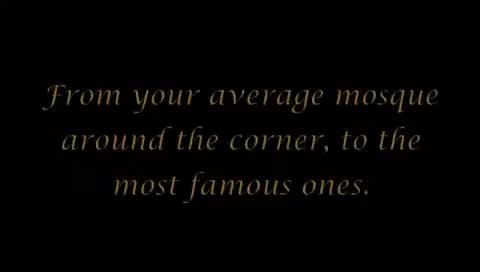 From your average mosque
around the corner, to the
most famous ones.